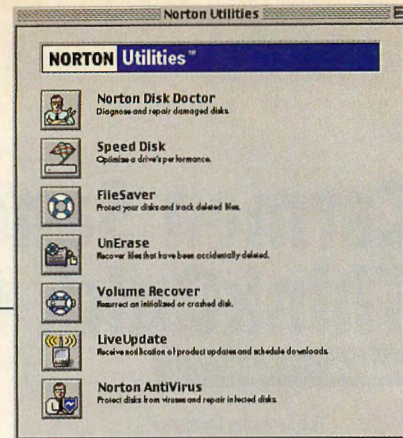 Norton Utilities
NORTON Utilities™
Norton Disk Doctor
Diagnose and repair damaged disks.
Speed Disk
Optimize a drive's performance.
FileSaver
Protect your disks and track deleted files.
UnErase
Recover files that have been accidentally deleted.
Volume Recover
Resurrect an initialized or crashed disk.
LiveUpdate
Receive notification of product updates and schedule downloads.
Norton AntiVirus
Protect disks from viruses and repair infected disks.